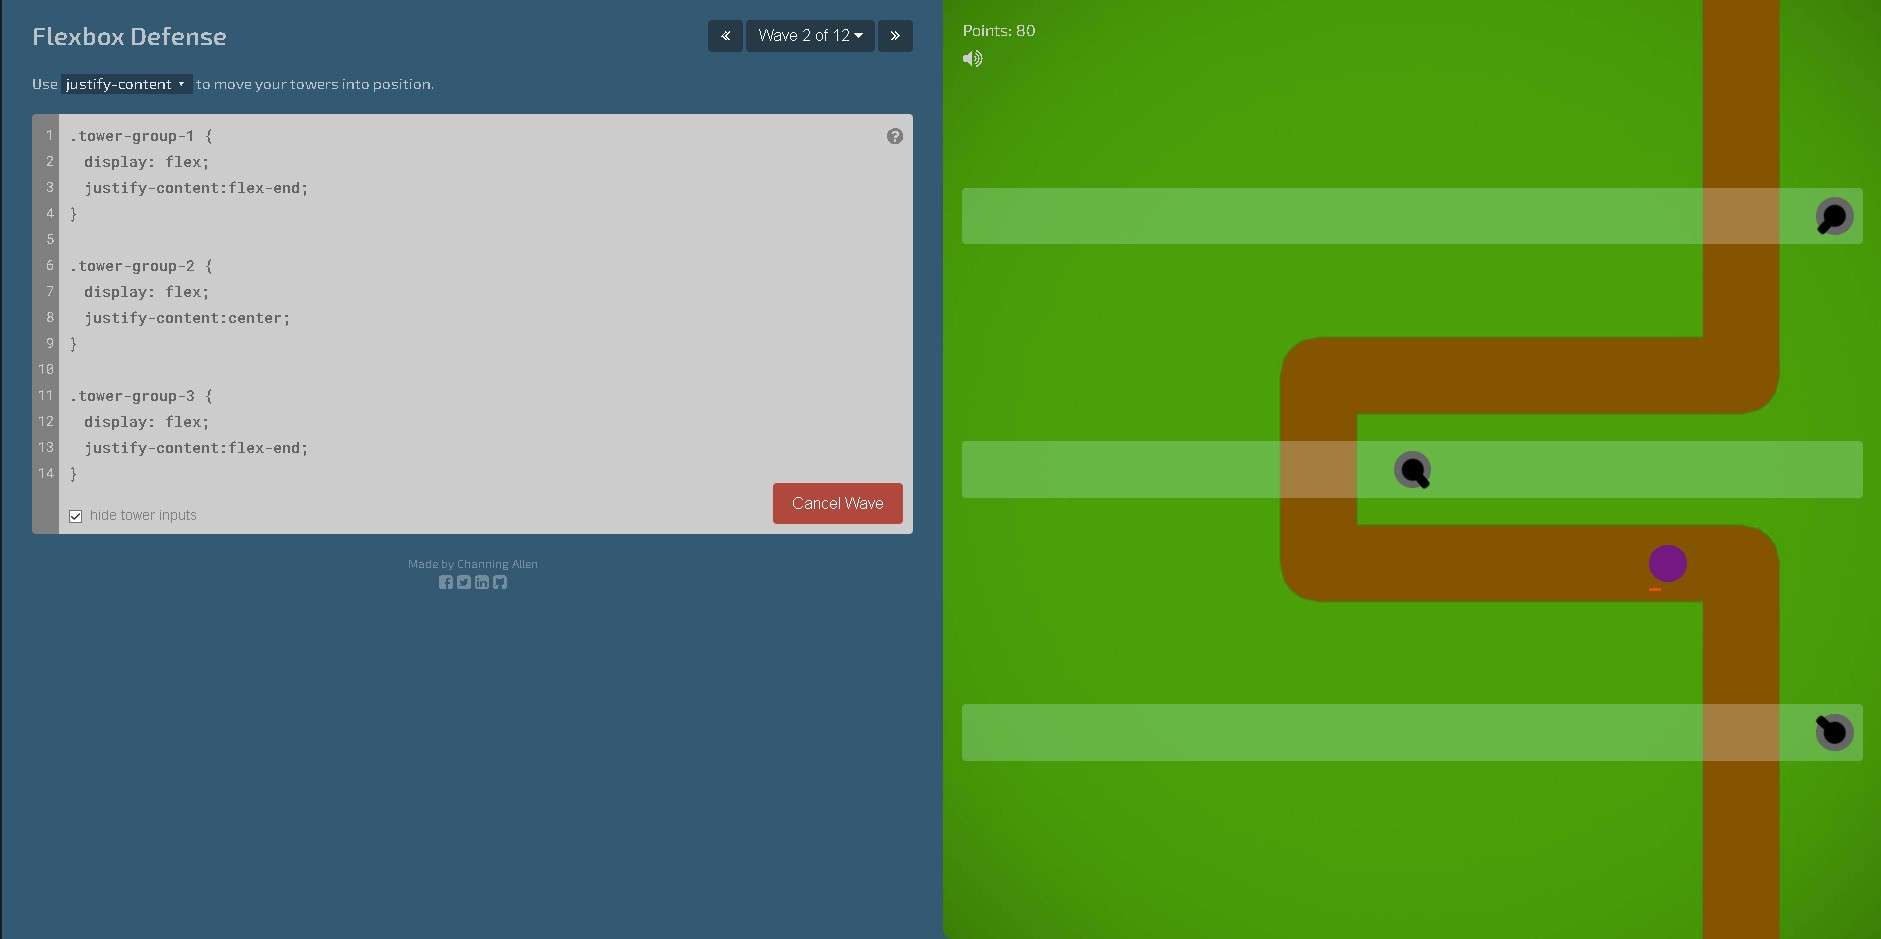 Flexbox Defense
«
Wave 2 of 12
»
Use justify-content to move your towers into position.
1 .tower-group-1 {
?
2 display: flex;
3 justify-content:flex-end;
4 }
5
6 .tower-group-2 {
7 display: flex;
8 justify-content:center;
9 }
10
11 .tower-group-3 {
12 display: flex;
13 justify-content:flex-end;
14 }
hide tower inputs
Cancel Wave
Made by Channing Allen
Points: 80